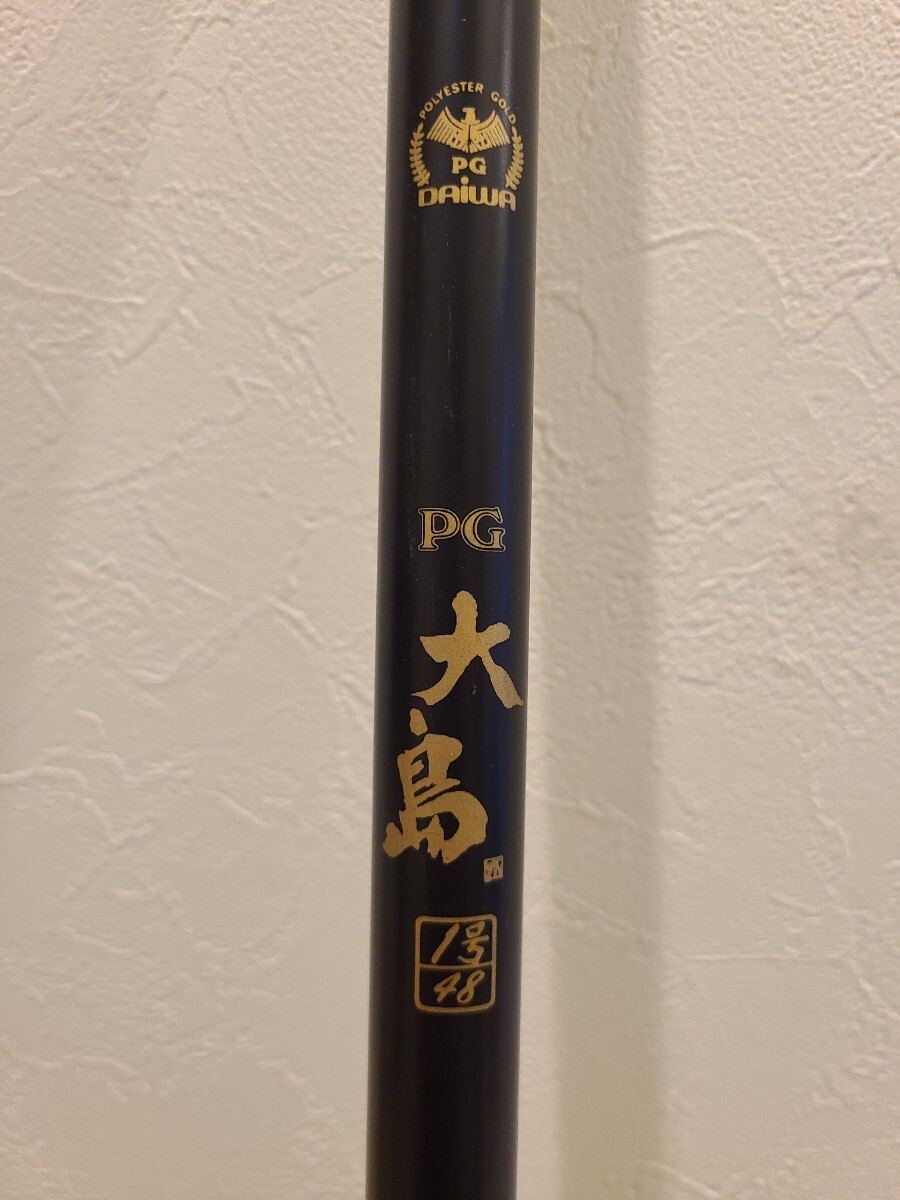 POLYESTER GOLD
PG
DAIWA
PG
大島
1号
48